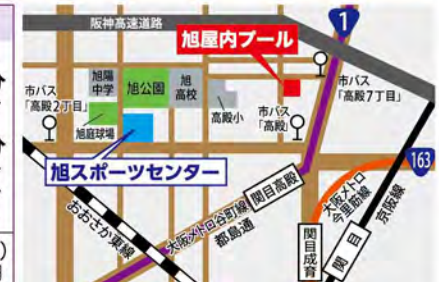 阪神高速道路
1
旭屋内プール
旭陽
中学
旭公園
旭
高校
高殿小
市バス
「高殿2丁目」
旭庭球場
市バス
「高殿」
市バス
「高殿7丁目」
旭スポーツセンター
163
おおさか東線
大阪メトロ谷町線
都島通
関目高殿
大阪メトロ
今里筋線
京阪線
関目成育
関目